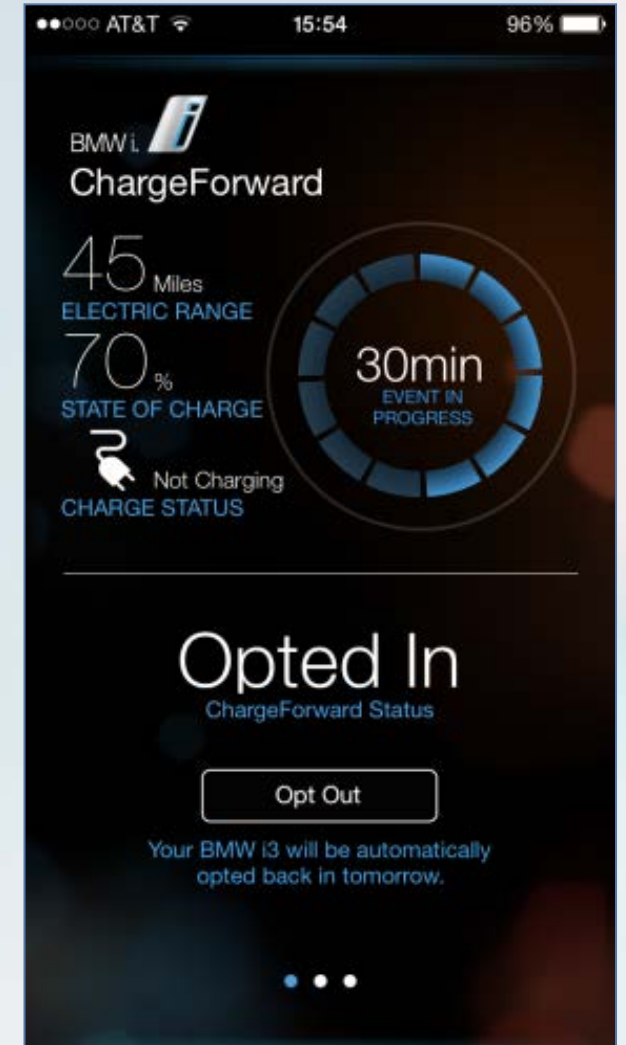 AT&T 15:54 96%
BMW i.
ChargeForward
45 Miles
ELECTRIC RANGE
70 %
STATE OF CHARGE
Not Charging
CHARGE STATUS
30min
EVENT IN
PROGRESS
Opted In
ChargeForward Status
Opt Out
Your BMW i3 will be automatically
opted back in tomorrow.